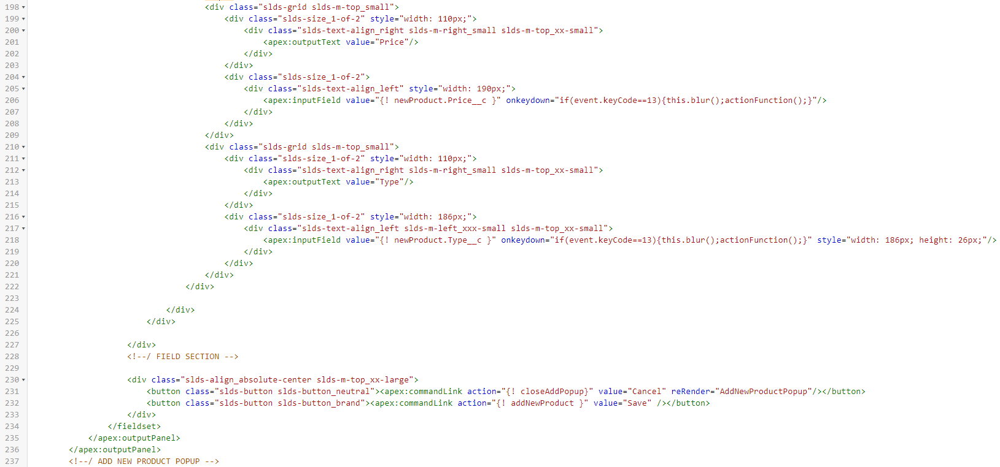 198 <div class="slds-grid slds-m-top_small">
199 <div class="slds-size_1-of-2" style="width: 110px;">
200 <div class="slds-text-align_right slds-m-right_small slds-m-top_xx-small">
201 <apex:outputText value="Price"/>
202 </div>
203 </div>
204 <div class="slds-size_1-of-2">
205 <div class="slds-text-align_left" style="width: 190px;">
206 <apex:inputField value="{! newProduct.Price__c }" onkeydown="if(event.keyCode==13){this.blur();actionFunction();}"/>
207 </div>
208 </div>
209 </div>
210 <div class="slds-grid slds-m-top_small">
211 <div class="slds-size_1-of-2" style="width: 110px;">
212 <div class="slds-text-align_right slds-m-right_small slds-m-top_xx-small">
213 <apex:outputText value="Type"/>
214 </div>
215 </div>
216 <div class="slds-size_1-of-2" style="width: 186px;">
217 <div class="slds-text-align_left slds-m-left_xxx-small slds-m-top_xx-small">
218 <apex:inputField value="{! newProduct.Type__c }" onkeydown="if(event.keyCode==13){this.blur();actionFunction();}" style="width: 186px; height: 26px;"/>
219 </div>
220 </div>
221 </div>
222 </div>
223
224 </div>
225 </div>
226
227 </div>
228 <!--/ FIELD SECTION -->
229
230 <div class="slds-align_absolute-center slds-m-top_xx-large">
231 <button class="slds-button slds-button_neutral"><apex:commandLink action="{! closeAddPopup}" value="Cancel" reRender="AddNewProductPopup"/></button>
232 <button class="slds-button slds-button_brand"><apex:commandLink action="{! addNewProduct }" value="Save" /></button>
233 </div>
234 </fieldset>
235 </apex:outputPanel>
236 </apex:outputPanel>
237 <!--/ ADD NEW PRODUCT POPUP -->